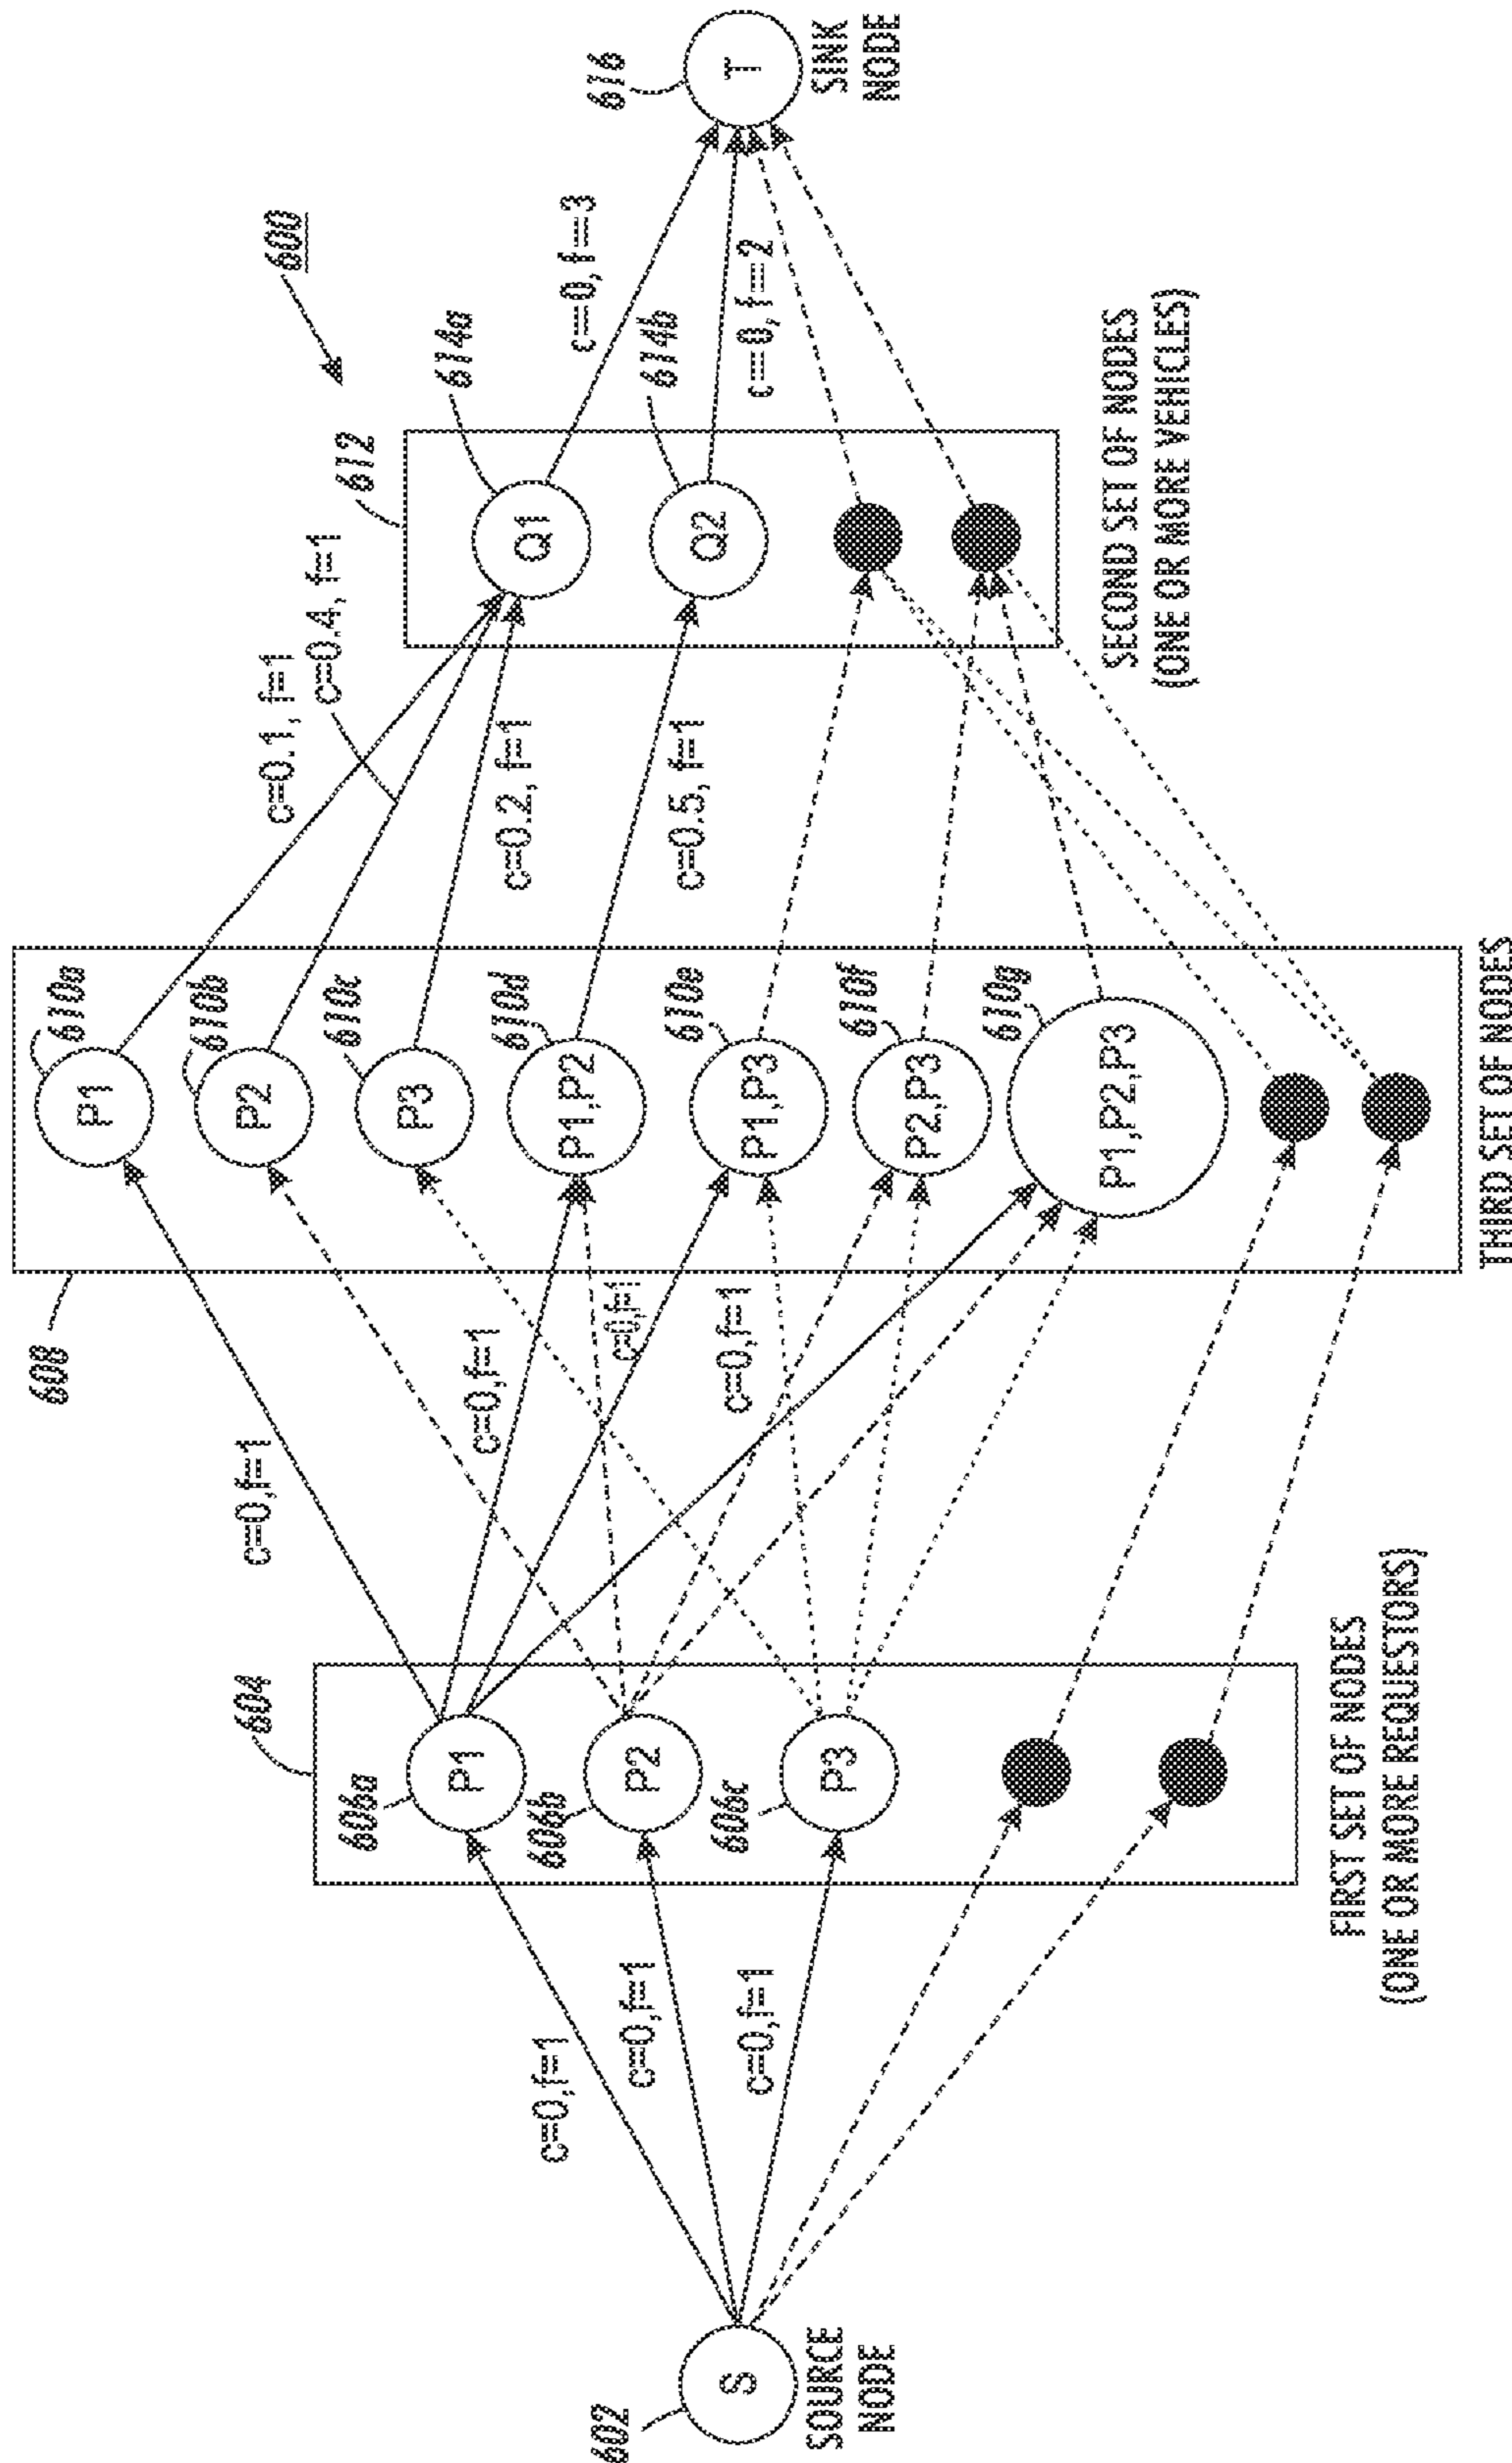 600
602
S
SOURCE
NODE
c=0,f=1
c=0,f=1
c=0,f=1
604
606a
P1
606b
P2
606c
P3
FIRST SET OF NODES
(ONE OR MORE REQUESTORS)
c=0,f=1
c=0,f=1
c=0,f=1
c=0,f=1
608
610a
P1
610b
P2
610c
P3
610d
P1,P2
610e
P1,P3
610f
P2,P3
610g
P1,P2,P3
THIRD SET OF NODES
c=0.1, f=1
c=0.4, f=1
c=0.2, f=1
c=0.5, f=1
612
614a
Q1
614b
Q2
SECOND SET OF NODES
(ONE OR MORE VEHICLES)
c=0,f=3
c=0,f=2
616
T
SINK
NODE